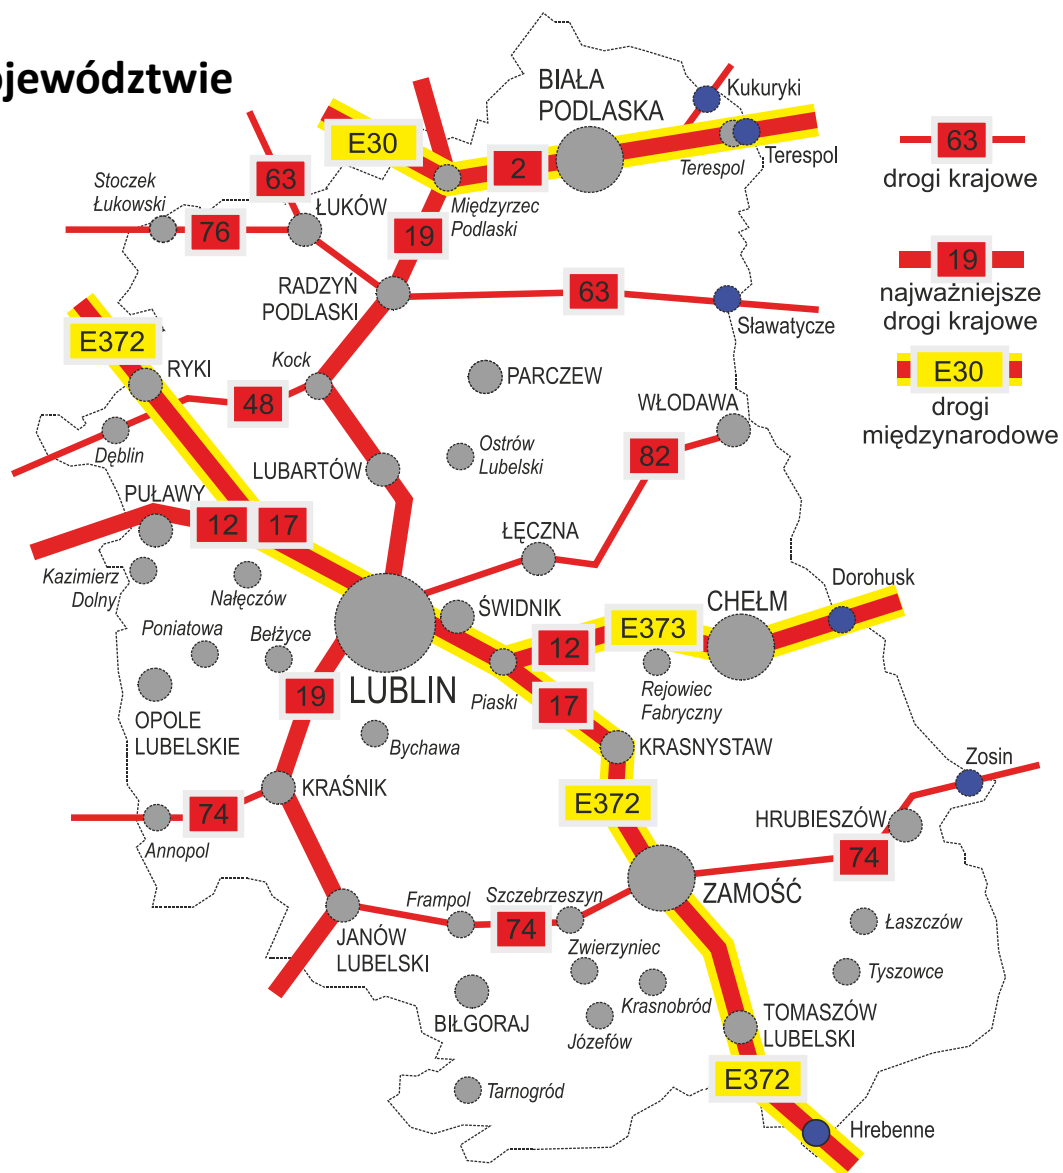 ojewództwie
BIAŁA
PODLASKA
Kukuryki
E30
2
Terespol
Terespol
63
drogi krajowe
Stoczek
Łukowski
63
ŁUKÓW
Międzyrzec
Podlaski
76
19
19
najważniejsze
drogi krajowe
RADZYŃ
PODLASKI
63
Sławatycze
E372
RYKI
Kock
PARCZEW
E30
drogi
międzynarodowe
48
WŁODAWA
Dęblin
LUBARTÓW
Ostrów
Lubelski
82
PUŁAWY
12
17
ŁĘCZNA
Kazimierz
Dolny
Nałęczów
Dorohusk
ŚWIDNIK
CHEŁM
Poniatowa
Bełżyce
E373
12
19
LUBLIN
Piaski
17
Rejowiec
Fabryczny
OPOLE
LUBELSKIE
Bychawa
KRASNYSTAW
Zosin
KRAŚNIK
E372
74
Annopol
HRUBIESZÓW
74
Frampol
Szczebrzeszyn
ZAMOŚĆ
JANÓW
LUBELSKI
74
Łaszczów
Zwierzyniec
Tyszowce
Krasnobród
BIŁGORAJ
Józefów
TOMASZÓW
LUBELSKI
Tarnogród
E372
Hrebenne